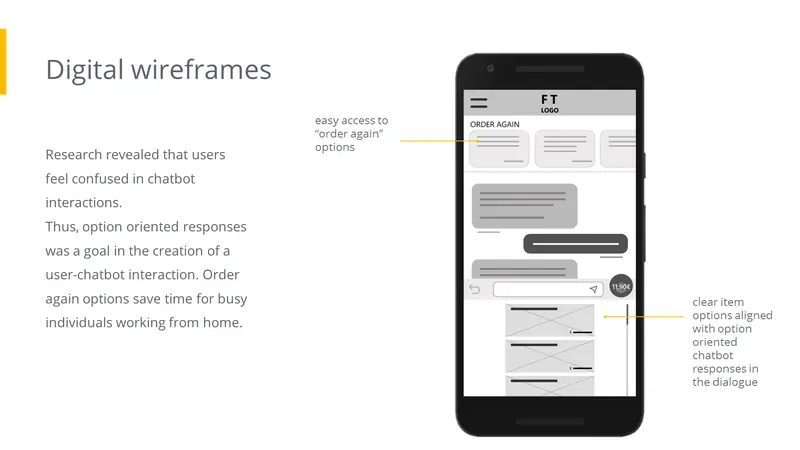 Digital wireframes
Research revealed that users
feel confused in chatbot
interactions.
Thus, option oriented responses
was a goal in the creation of a
user-chatbot interaction. Order
again options save time for busy
individuals working from home.
easy access to
“order again”
options
F T
LOGO
ORDER AGAIN
11,90€
clear item
options aligned
with option
oriented
chatbot
responses in
the dialogue